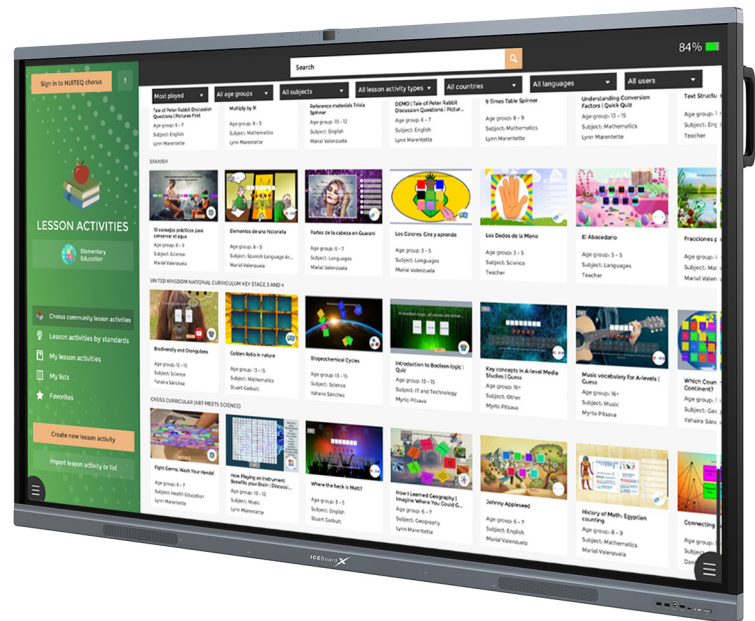 84%
Search
Sign in to NUITEQ chorus
?
Most played
All age groups
All subjects
All lesson activity types
All countries
All languages
All users
Tale of Peter Rabbit Discussion
Questions | Pictures First
Age group: 6 - 7
Subject: English
Lynn Marentette
Multiply by 9!
Age group: 8 - 9
Subject: Mathematics
Lynn Marentette
Reference materials Trivia
Spinner
Age group: 10 - 12
Subject: English
Marial Valenzuela
DEMO | Tale of Peter Rabbit
Discussion Questions | Pictur...
Age group: 6 - 7
Subject: English
Lynn Marentette
9 Times Table Spinner
Age group: 8 - 9
Subject: Mathematics
Lynn Marentette
Understanding Conversion
Factors | Quick Quiz
Age group: 13 - 15
Subject: Mathematics
Lynn Marentette
Text Structu
Age group: 1
Subject: Eng
Teacher
LESSON ACTIVITIES
Elementary
Education
Chorus community lesson activities
Lesson activities by standards
My lesson activities
My lists
Favorites
Create new lesson activity
Import lesson activity or list
SPANISH
10 consejos prácticos para
conservar el agua
Age group: 8 - 9
Subject: Science
Marial Valenzuela
Elementos de una historieta
Age group: 8 - 9
Subject: Spanish Language Ar...
Marial Valenzuela
Partes de la cabeza en Guaraní
Age group: 6 - 7
Subject: Languages
Marial Valenzuela
Los Colores: Gira y aprende
Age group: 3 - 5
Subject: Languages
Marial Valenzuela
Los Dedos de la Mano
Age group: 3 - 5
Subject: Science
Teacher
El Abecedario
Age group: 3 - 5
Subject: Languages
Teacher
Fracciones p
Age group:
Subject: Mat
Marial Valen
UNITED KINGDOM NATIONAL CURRICULUM KEY STAGE 3 AND 4
Biodiversity and Orangutans
Age group: 13 - 15
Subject: Science
Yahaira Sánchez
Golden Ratio in nature
Age group: 13 - 15
Subject: Mathematics
Stuart Garbutt
Biogeochemical Cycles
Age group: 13 - 15
Subject: Science
Yahaira Sánchez
Introduction to Boolean logic |
Quiz
Age group: 13 - 15
Subject: IT and Technology
Myrto Pitsava
Key concepts in A-level Media
Studies | Guess
Age group: 16+
Subject: Other
Myrto Pitsava
Music vocabulary for A-levels |
Guess
Age group: 16+
Subject: Music
Myrto Pitsava
Which Coun
Continent?
Age group: 1
Subject: Geo
Yahaira Sánc
CROSS CURRICULAR (ART MEETS SCIENCE)
Fight Germs. Wash Your Hands!
Age group: 6 - 7
Subject: Health Education
Lynn Marentette
How Playing an Instrument
Benefits your Brain | Discussi...
Age group: 10 - 12
Subject: Music
Lynn Marentette
Where the heck is Matt?
Age group: 3 - 5
Subject: English
Stuart Garbutt
How I Learned Geography |
Imagine Where You Could G...
Age group: 6 - 7
Subject: Geography
Lynn Marentette
Johnny Appleseed
Age group: 6 - 7
Subject: English
Marial Valenzuela
History of Math: Egyptian
counting
Age group: 8 - 9
Subject: Mathematics
Marial Valenzuela
Connecting
Age group:
Subject:
ICEBoard X